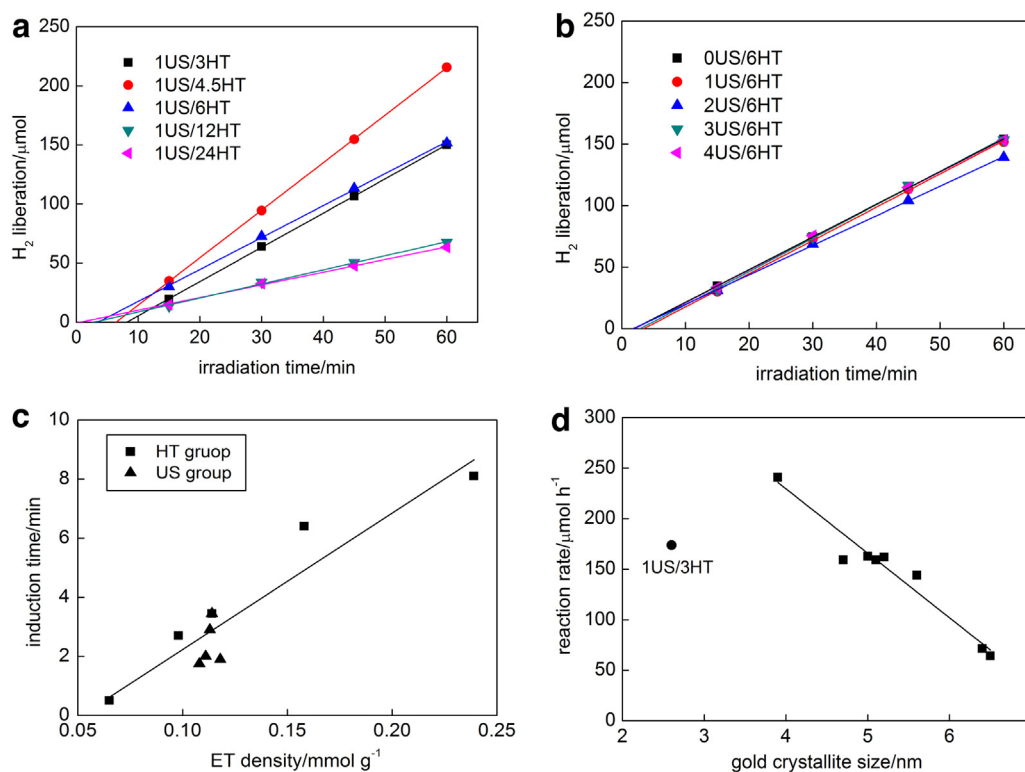 a
250
200
150
100
50
0
H₂ liberation/μmol
1US/3HT
1US/4.5HT
1US/6HT
1US/12HT
1US/24HT
0 10 20 30 40 50 60
irradiation time/min
b
250
200
150
100
50
0
H₂ liberation/μmol
0US/6HT
1US/6HT
2US/6HT
3US/6HT
4US/6HT
0 10 20 30 40 50 60
irradiation time/min
c
10
8
6
4
2
0
induction time/min
HT gruop
US group
0.05 0.10 0.15 0.20 0.25
ET density/mmol g⁻¹
d
300
250
200
150
100
50
0
reaction rate/μmol h⁻¹
1US/3HT
2 3 4 5 6
gold crystallite size/nm